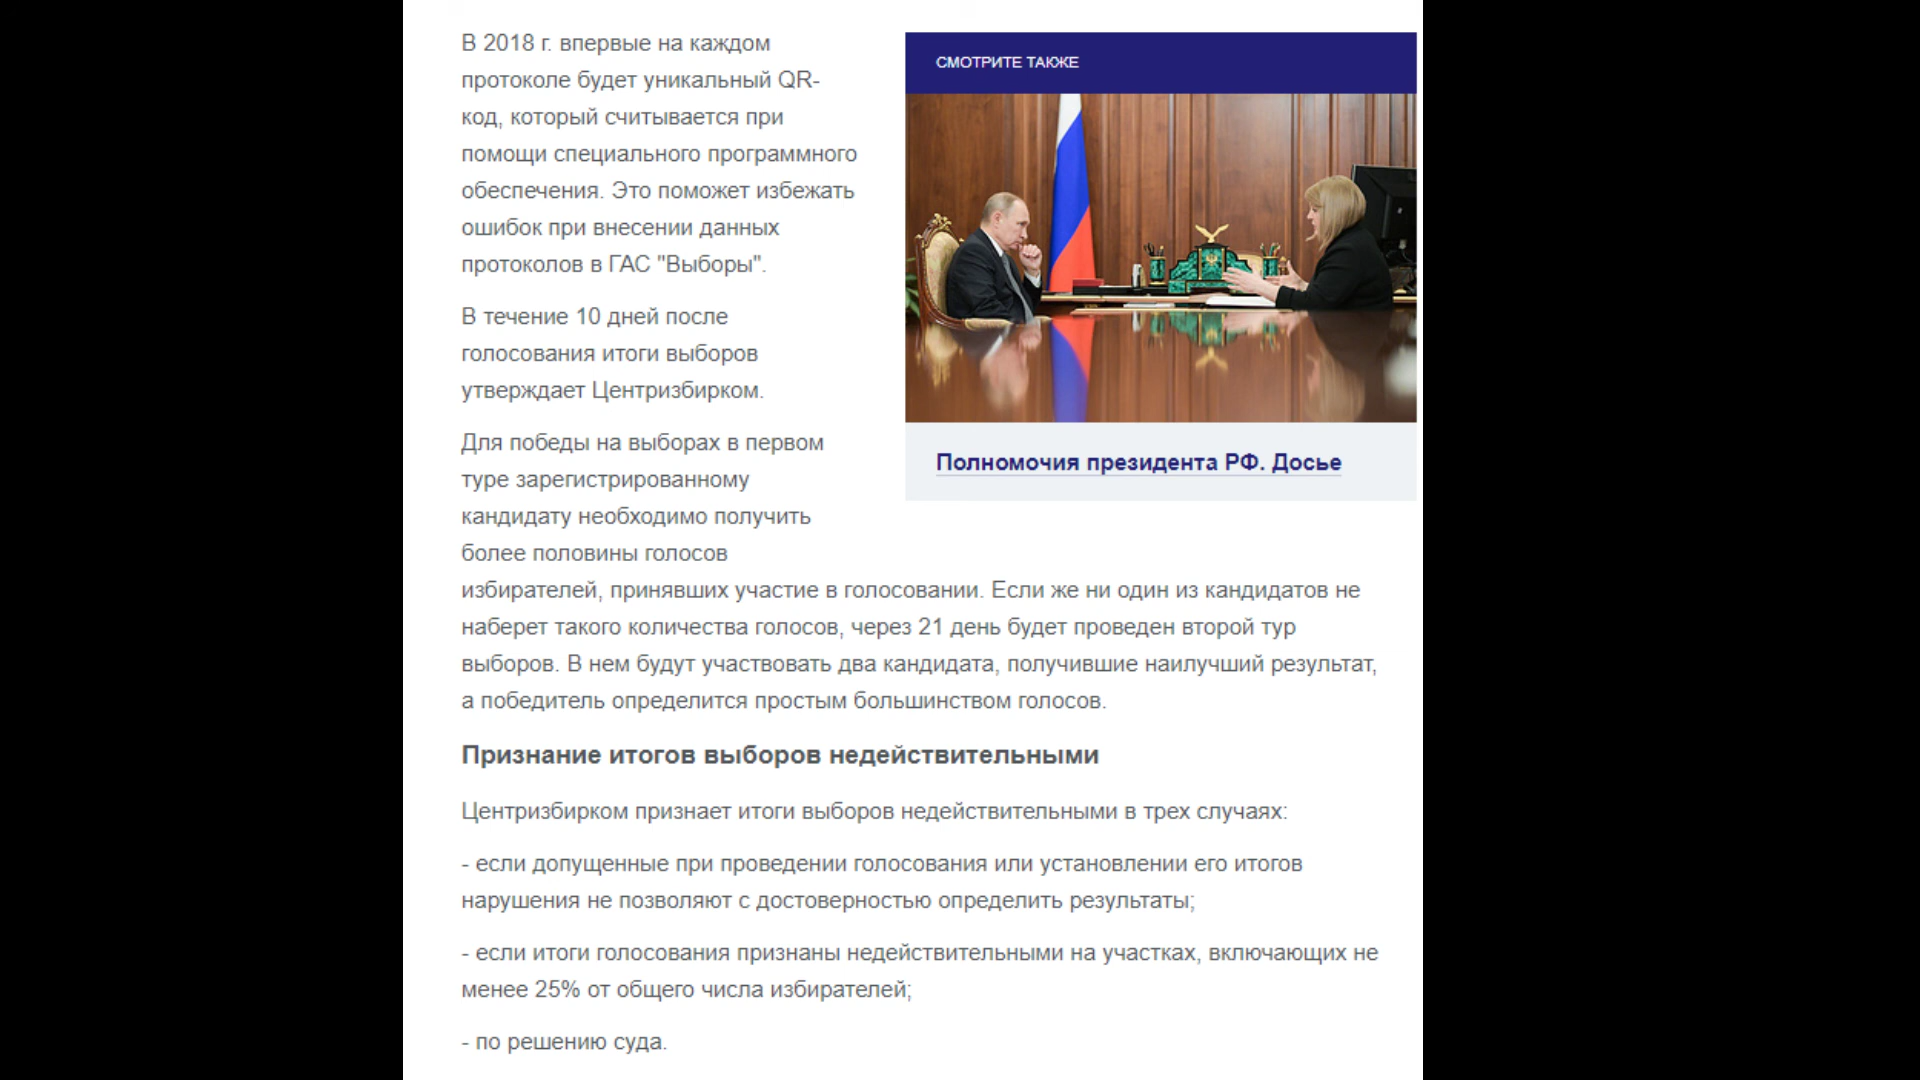 В 2018 г. впервые на каждом
протоколе будет уникальный QR-
код, который считывается при
помощи специального программного
обеспечения. Это поможет избежать
ошибок при внесении данных
протоколов в ГАС "Выборы".
В течение 10 дней после
голосования итоги выборов
утверждает Центризбирком.
Для победы на выборах в первом
туре зарегистрированному
кандидату необходимо получить
более половины голосов
избирателей, принявших участие в голосовании. Если же ни один из кандидатов не
наберет такого количества голосов, через 21 день будет проведен второй тур
выборов. В нем будут участвовать два кандидата, получившие наилучший результат,
а победитель определится простым большинством голосов.
СМОТРИТЕ ТАКЖЕ
Полномочия президента РФ. Досье
Признание итогов выборов недействительными
Центризбирком признает итоги выборов недействительными в трех случаях:
- если допущенные при проведении голосования или установлении его итогов
нарушения не позволяют с достоверностью определить результаты;
- если итоги голосования признаны недействительными на участках, включающих не
менее 25% от общего числа избирателей;
- по решению суда.